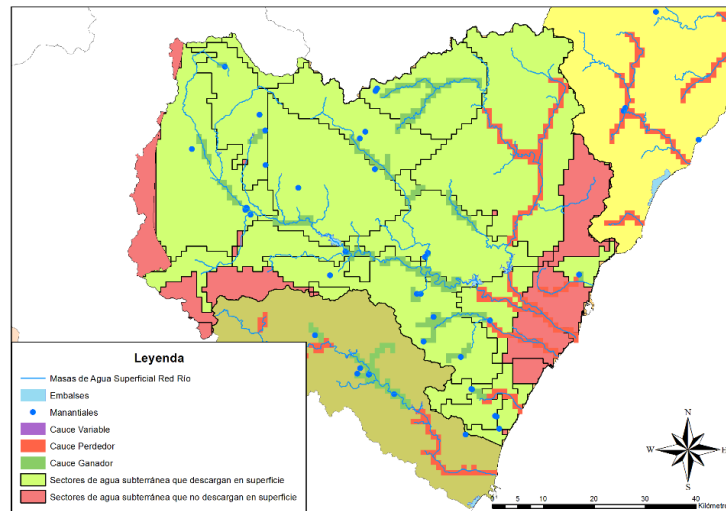 Leyenda
Masas de Agua Superficial Red Río
Embalses
Manantiales
Cauce Variable
Cauce Perdedor
Cauce Ganador
Sectores de agua subterránea que descargan en superficie
Sectores de agua subterránea que no descargan en superficie
N
W
E
S
0 5 10 20 30 40
Kilómetros